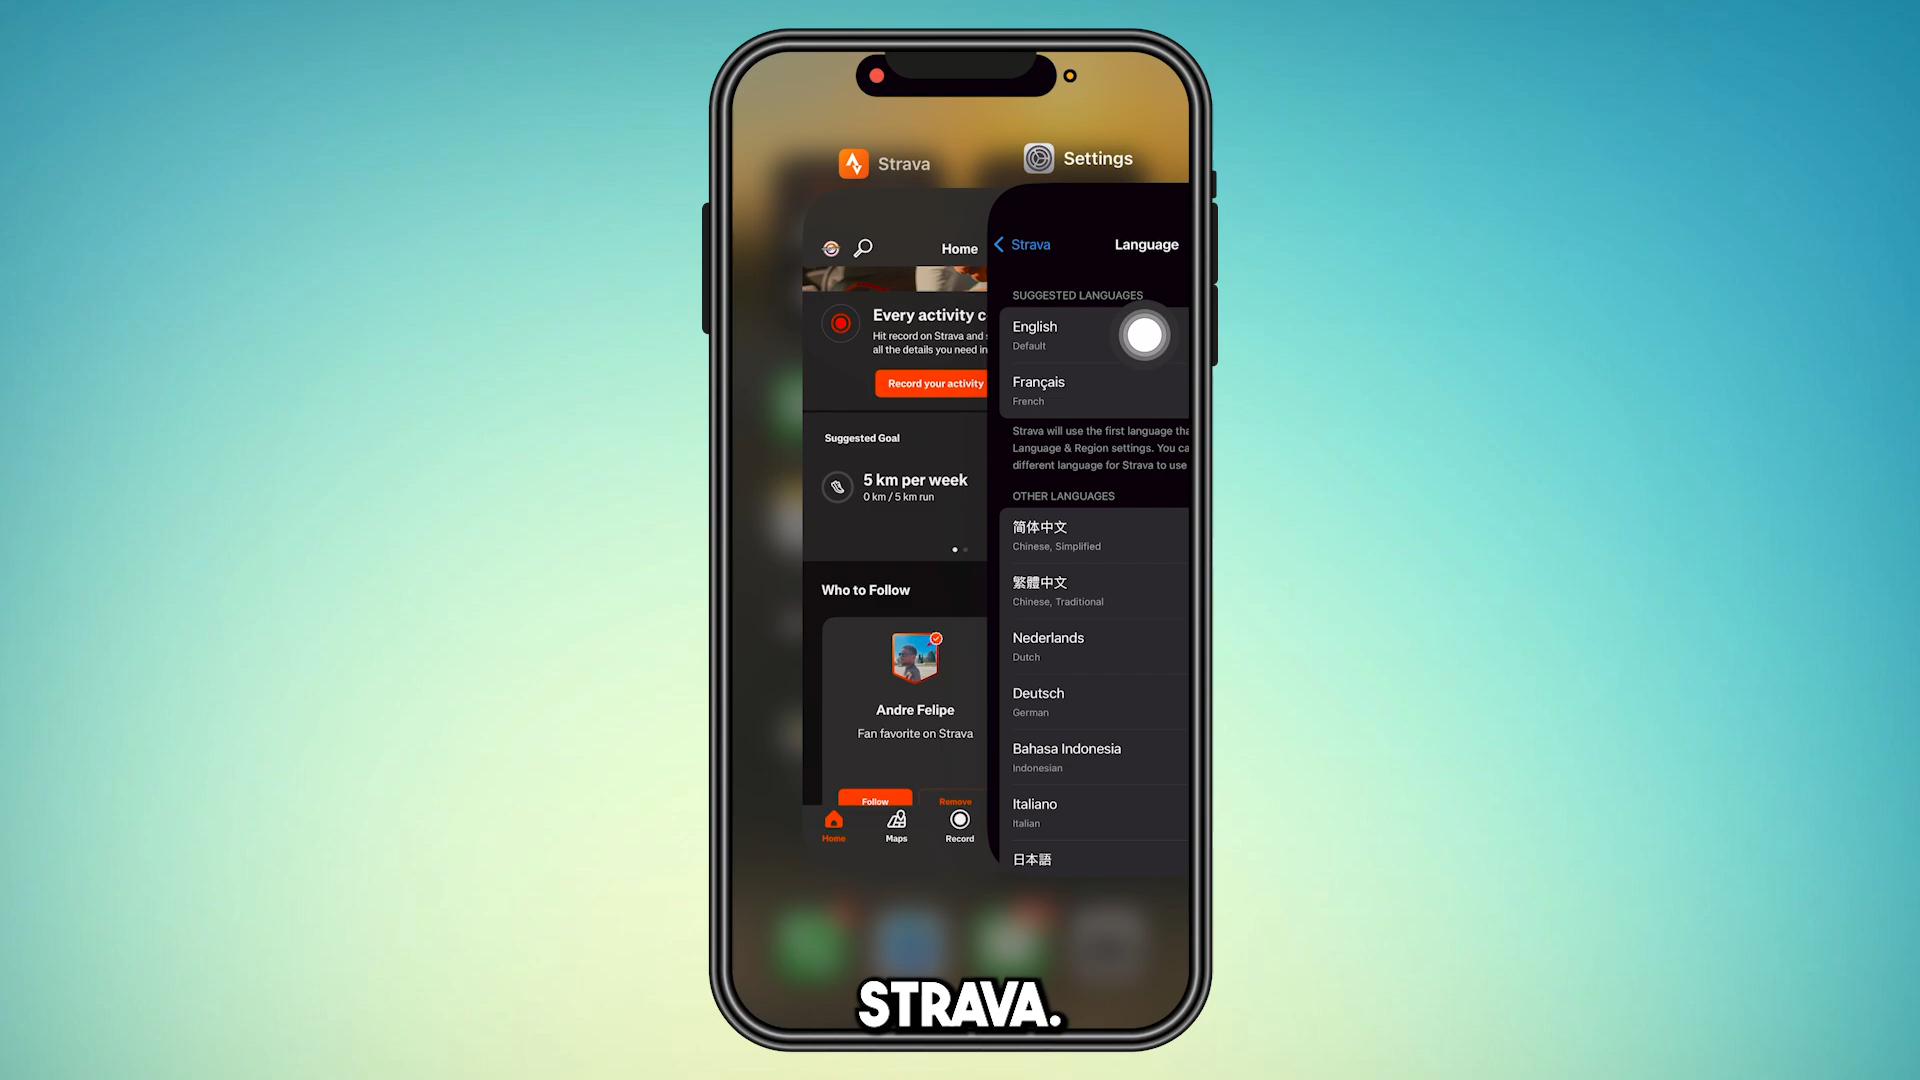 Strava
Settings
Home
Every activity c
Hit record on Strava and s
all the details you need in
Record your activity
Suggested Goal
5 km per week
0 km / 5 km run
Who to Follow
Andre Felipe
Fan favorite on Strava
Follow
Remove
Home
Maps
Record
Strava
Language
SUGGESTED LANGUAGES
English
Default
Français
French
Strava will use the first language tha
Language & Region settings. You ca
different language for Strava to use
OTHER LANGUAGES
简体中文
Chinese, Simplified
繁體中文
Chinese, Traditional
Nederlands
Dutch
Deutsch
German
Bahasa Indonesia
Indonesian
Italiano
Italian
日本語
STRAVA.